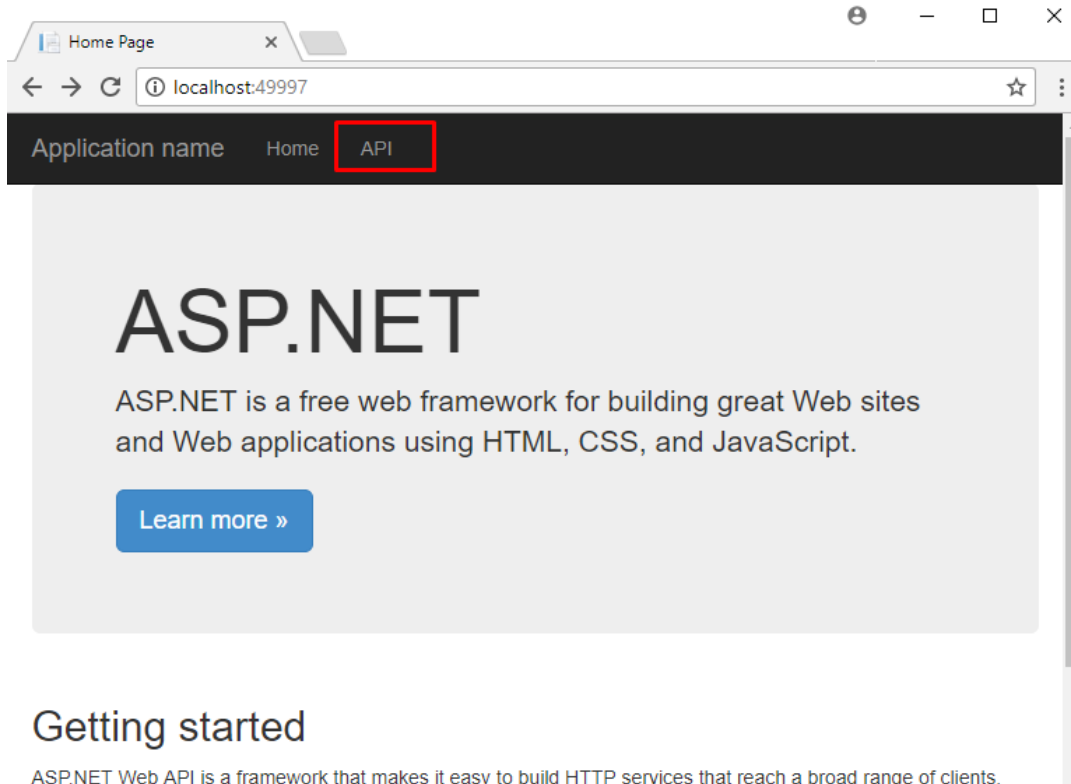 Home Page
localhost:49997
Application name Home API
ASP.NET
ASP.NET is a free web framework for building great Web sites
and Web applications using HTML, CSS, and JavaScript.
Learn more »
Getting started
ASP.NET Web API is a framework that makes it easy to build HTTP services that reach a broad range of clients,